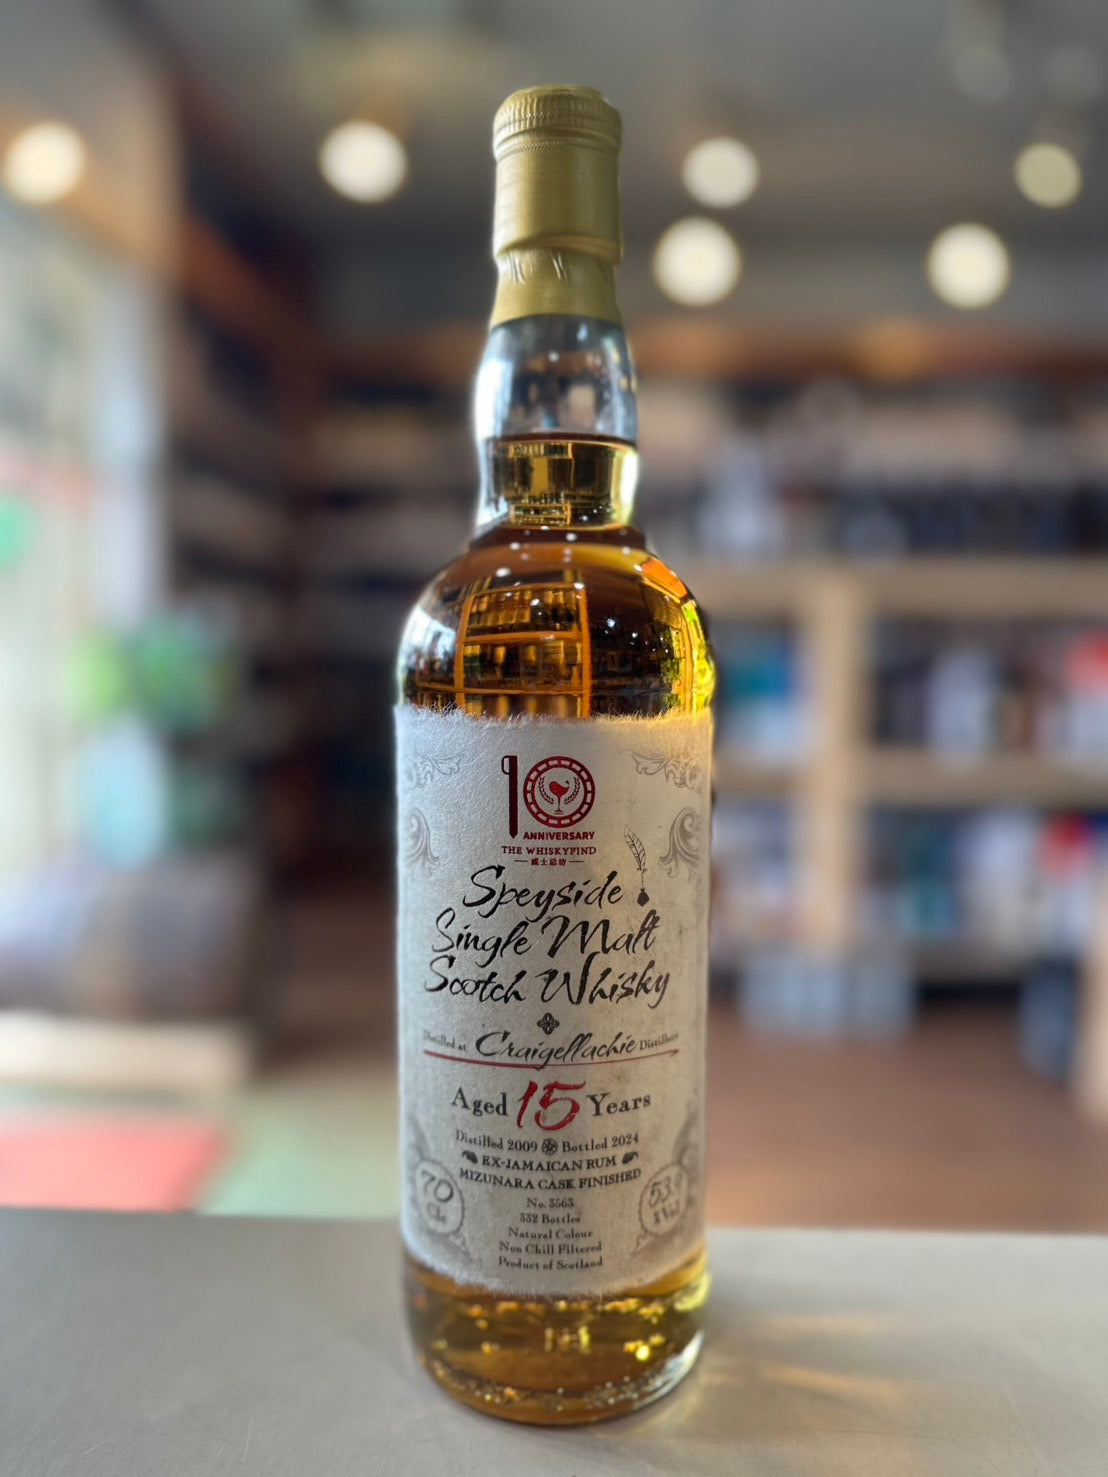 10
ANNIVERSARY
THE WHISKYFIND
威士忌坊
Speyside
Single Malt
Scotch Whisky
Distilled at Craigellachie Distillery
Aged 15 Years
Distilled 2009 Bottled 2024
EX-JAMAICAN RUM
MIZUNARA CASK FINISHED
70
No. 3563
332 Bottles
Natural Colour
Non Chill Filtered
Product of Scotland